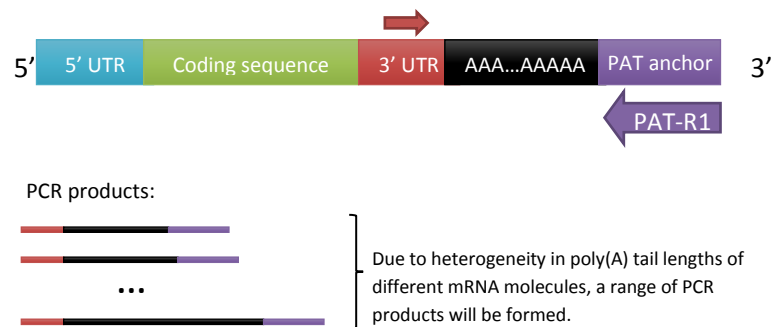 5’ 5’ UTR Coding sequence 3’ UTR AAA...AAAAA PAT anchor 3’
PAT-R1
PCR products:
Due to heterogeneity in poly(A) tail lengths of
different mRNA molecules, a range of PCR
...
products will be formed.